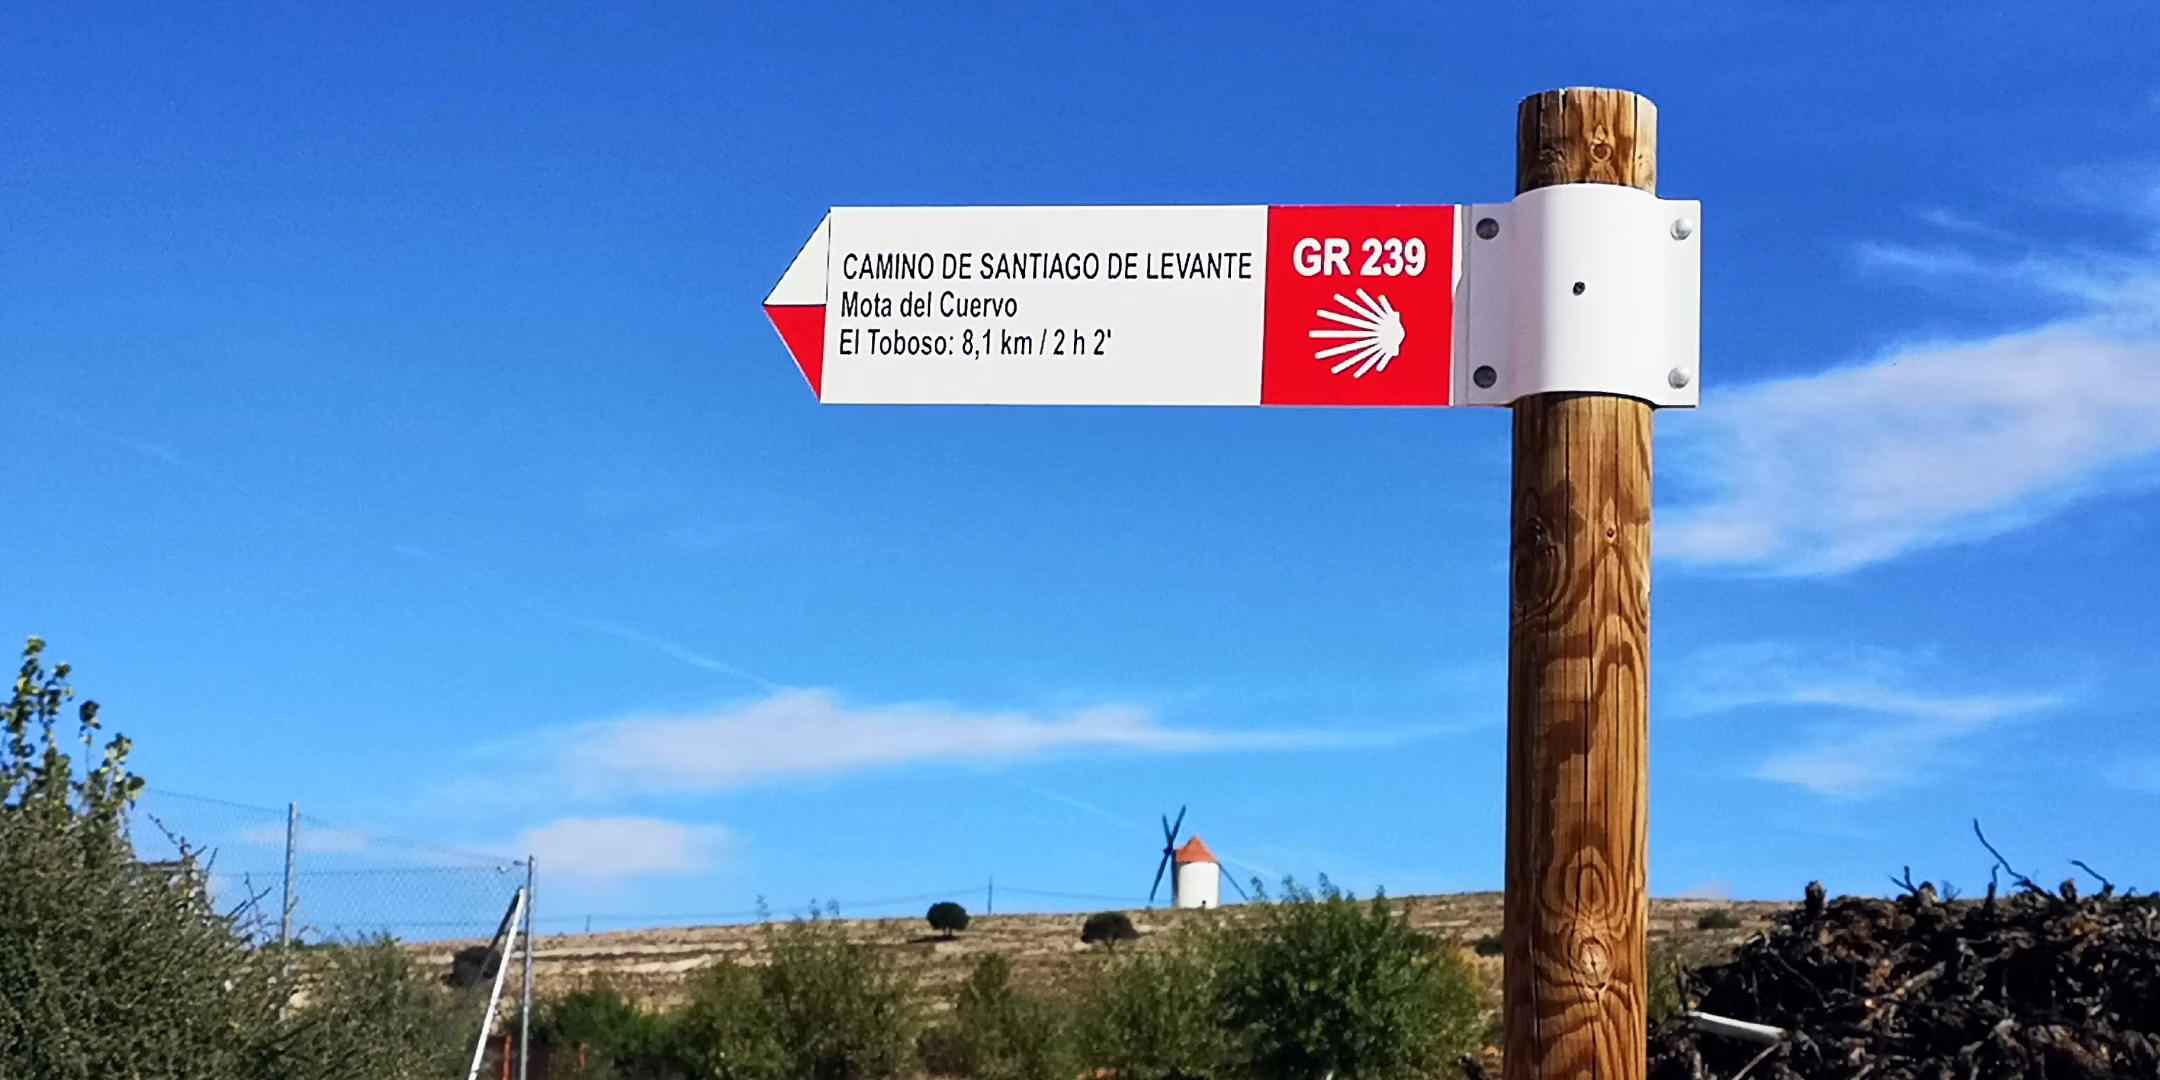 CAMINO DE SANTIAGO DE LEVANTE
Mota del Cuervo
El Toboso: 8,1 km / 2 h 2'
GR 239